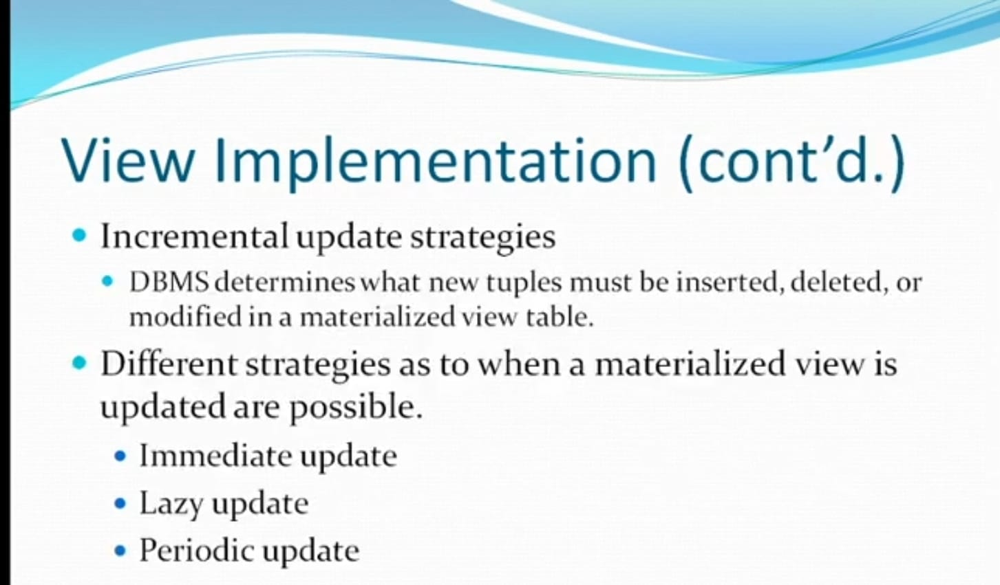 View Implementation (cont’d.)
Incremental update strategies
DBMS determines what new tuples must be inserted, deleted, or
modified in a materialized view table.
Different strategies as to when a materialized view is
updated are possible.
Immediate update
Lazy update
Periodic update